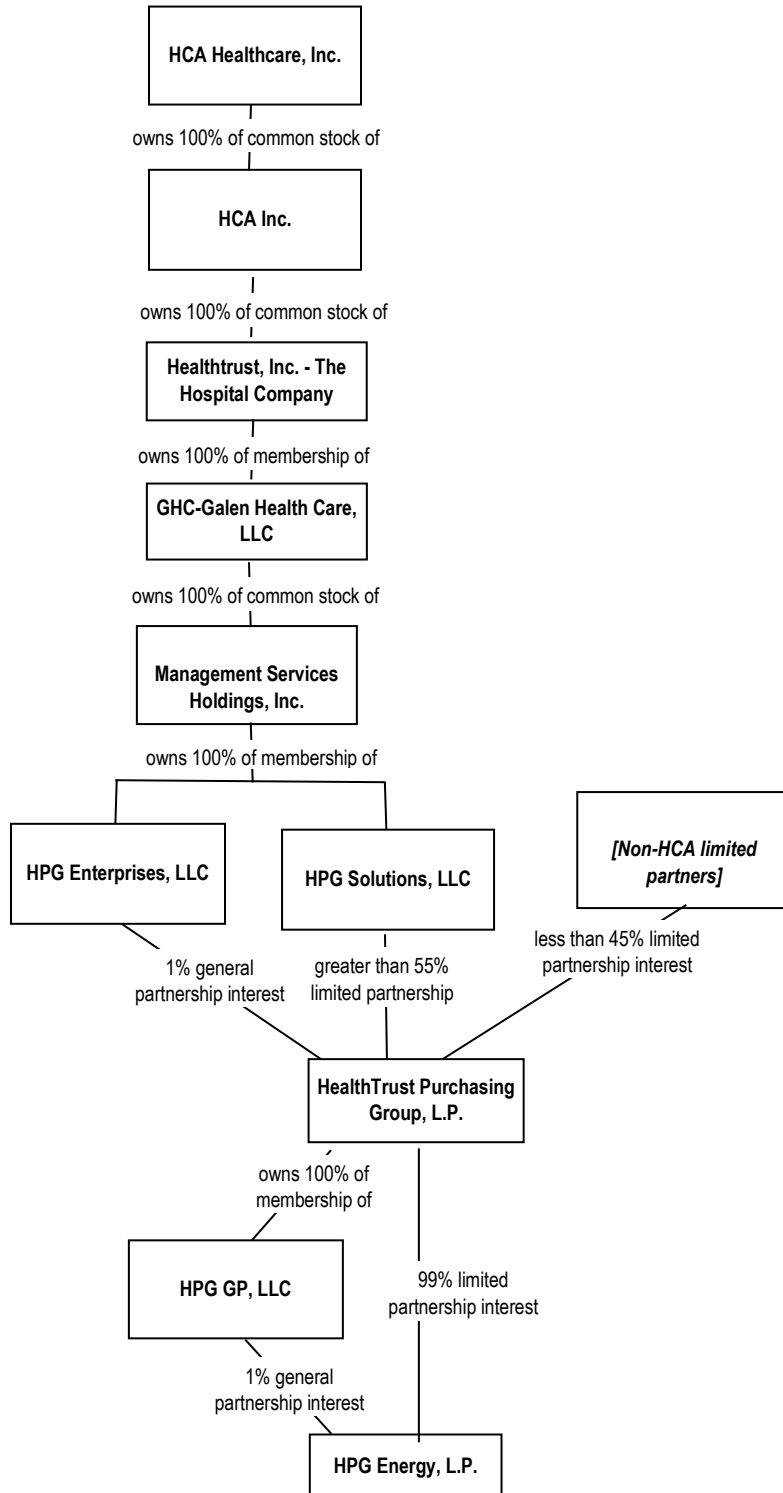 HCA Healthcare, Inc.
owns 100% of common stock of
HCA Inc.
owns 100% of common stock of
Healthtrust, Inc. - The
Hospital Company
owns 100% of membership of
GHC-Galen Health Care,
LLC
owns 100% of common stock of
Management Services
Holdings, Inc.
owns 100% of membership of
HPG Enterprises, LLC
HPG Solutions, LLC
[Non-HCA limited
partners]
1% general
partnership interest
greater than 55%
limited partnership
less than 45% limited
partnership interest
HealthTrust Purchasing
Group, L.P.
owns 100% of
membership of
HPG GP, LLC
99% limited
partnership interest
1% general
partnership interest
HPG Energy, L.P.